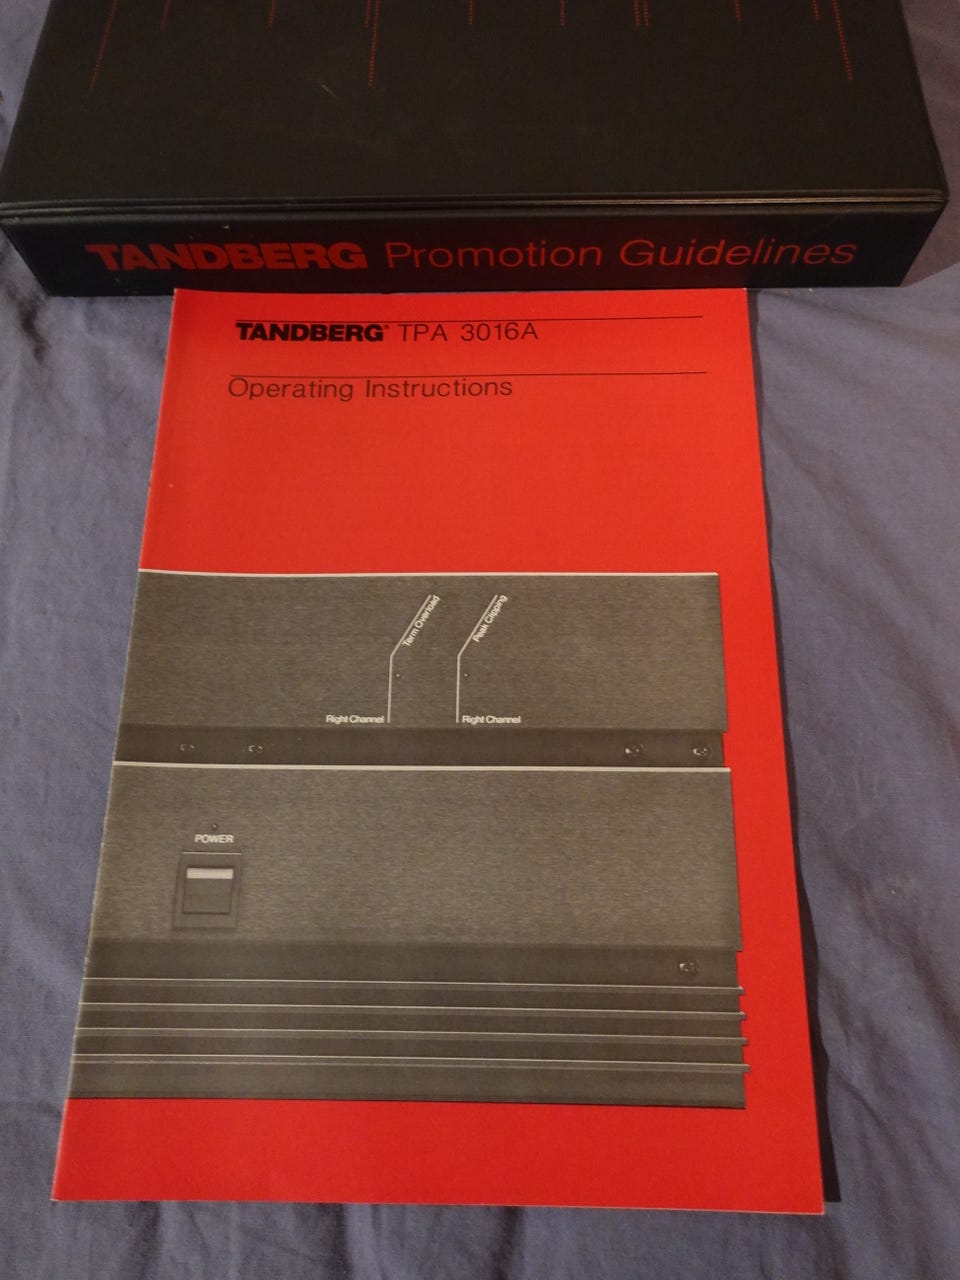 TANDBERG Promotion Guidelines
TANDBERG® TPA 3016A
Operating Instructions
Term Overload
Peak Clipping
Right Channel
Right Channel
POWER